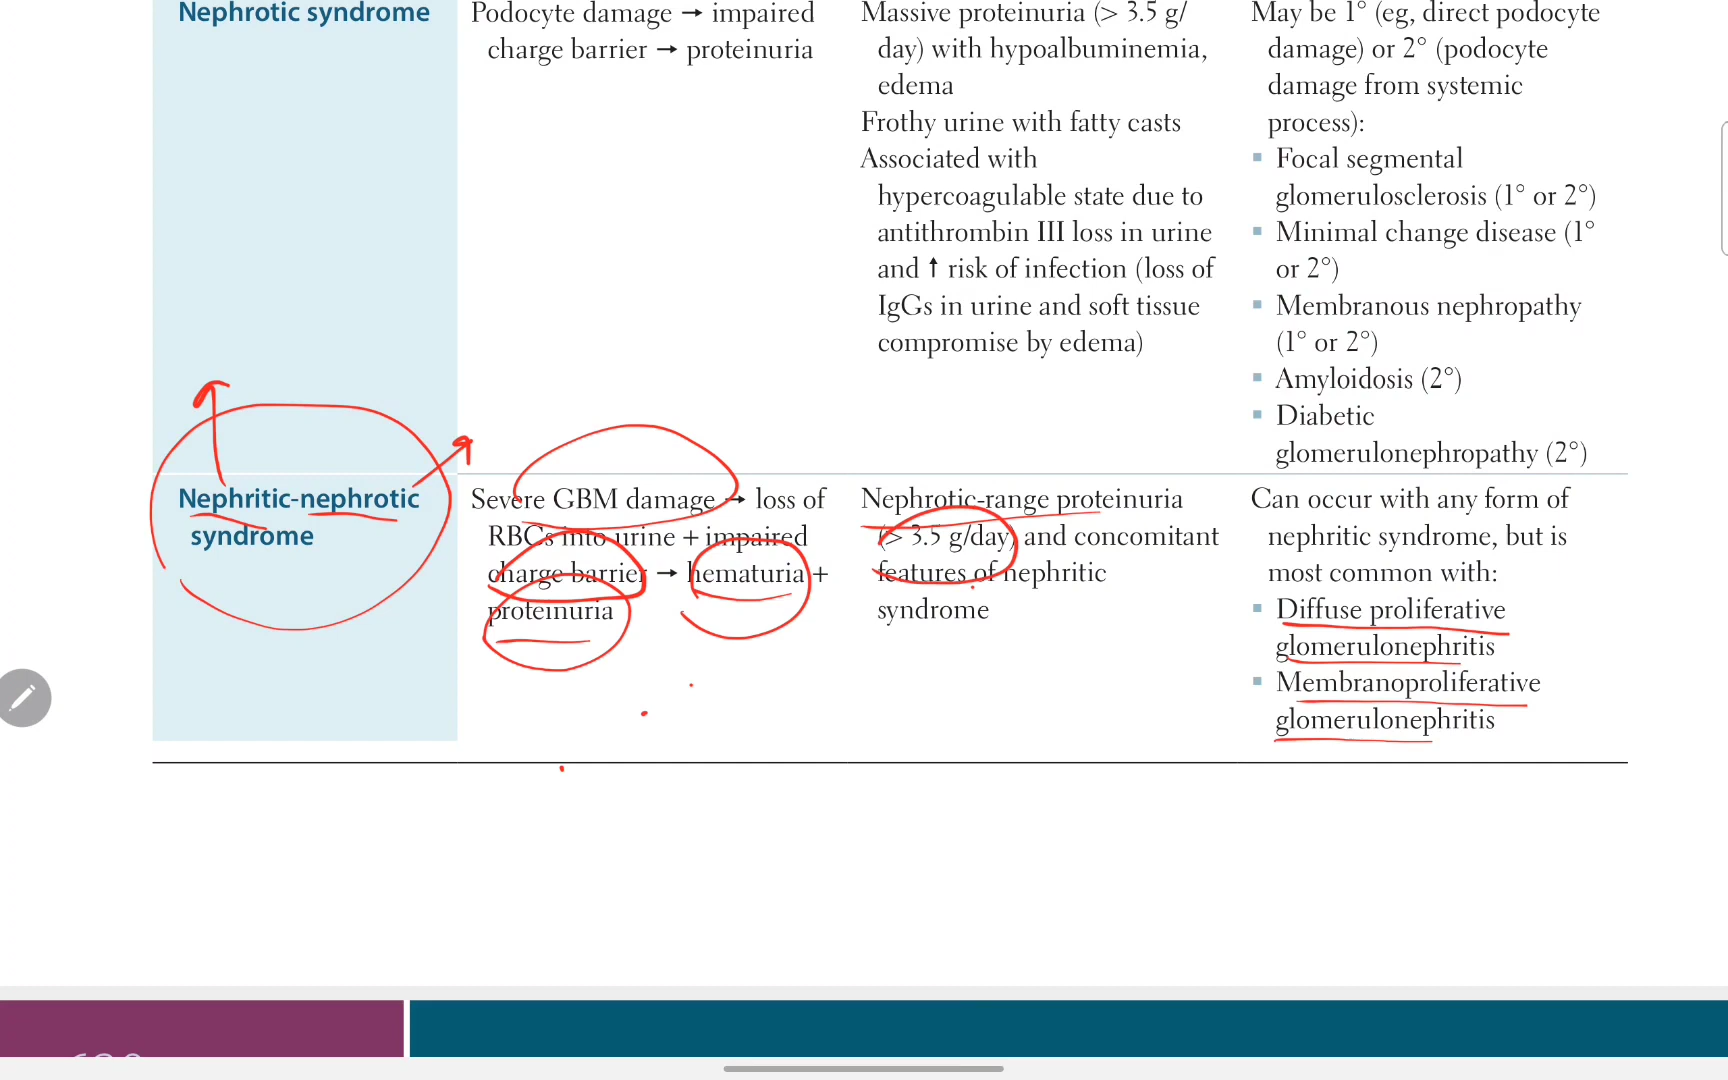 Nephrotic syndrome
Podocyte damage → impaired
charge barrier → proteinuria
Massive proteinuria (> 3.5 g/
day) with hypoalbuminemia,
edema
Frothy urine with fatty casts
Associated with
hypercoagulable state due to
antithrombin III loss in urine
and ↑ risk of infection (loss of
IgGs in urine and soft tissue
compromise by edema)
May be 1° (eg, direct podocyte
damage) or 2° (podocyte
damage from systemic
process):
▪ Focal segmental
glomerulosclerosis (1° or 2°)
▪ Minimal change disease (1°
or 2°)
▪ Membranous nephropathy
(1° or 2°)
▪ Amyloidosis (2°)
▪ Diabetic
glomerulonephropathy (2°)
Nephritic-nephrotic
syndrome
Severe GBM damage → loss of
RBCs into urine + impaired
charge barrier → hematuria +
proteinuria
Nephrotic-range proteinuria
(> 3.5 g/day) and concomitant
features of nephritic
syndrome
Can occur with any form of
nephritic syndrome, but is
most common with:
▪ Diffuse proliferative
glomerulonephritis
▪ Membranoproliferative
glomerulonephritis